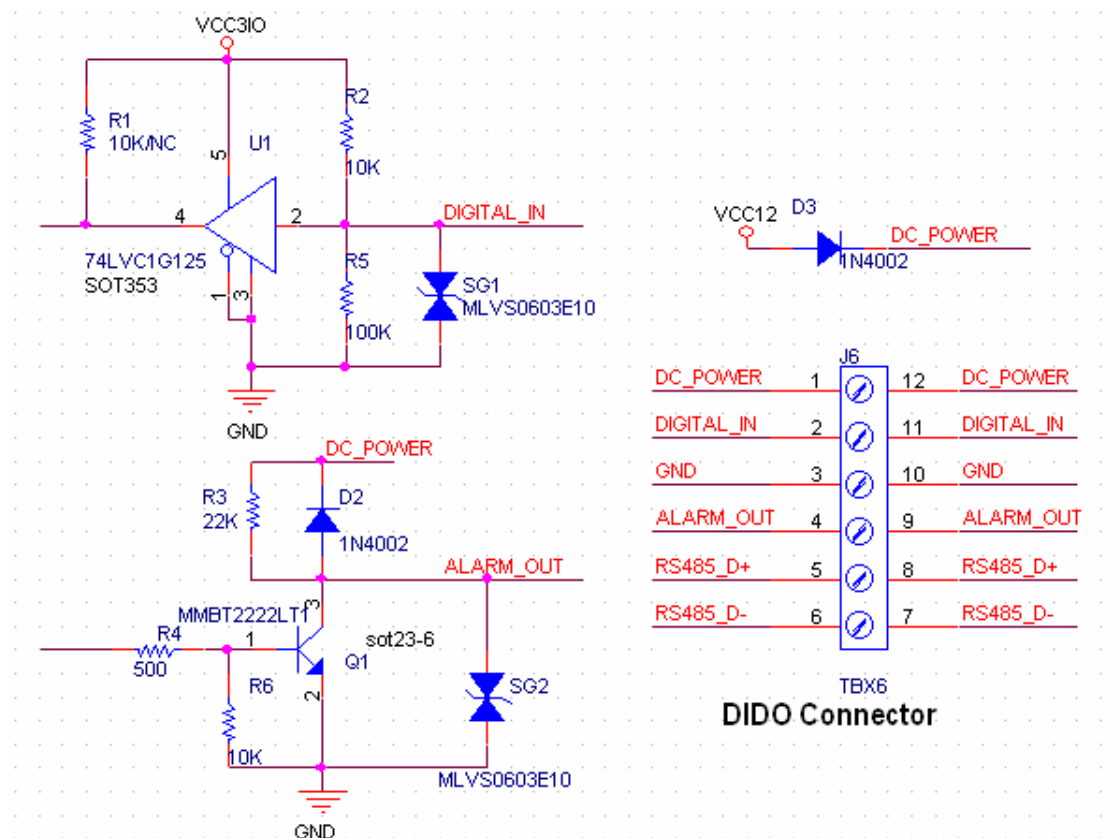 VCC3IO
R1
10K/NC
U1
5
R2
10K
4
2
DIGITAL_IN
74LVC1G125
SOT353
1
3
R5
100K
SG1
MLVS0603E10
GND
VCC12
D3
DC_POWER
1N4002
J6
DC_POWER 1 12 DC_POWER
DIGITAL_IN 2 11 DIGITAL_IN
GND 3 10 GND
ALARM_OUT 4 9 ALARM_OUT
RS485_D+ 5 8 RS485_D+
RS485_D- 6 7 RS485_D-
TBX6
DIDO Connector
DC_POWER
R3
22K
D2
1N4002
ALARM_OUT
MMBT2222LT1
3
R4
500
1
sot23-6
Q1
R6
10K
2
SG2
MLVS0603E10
GND